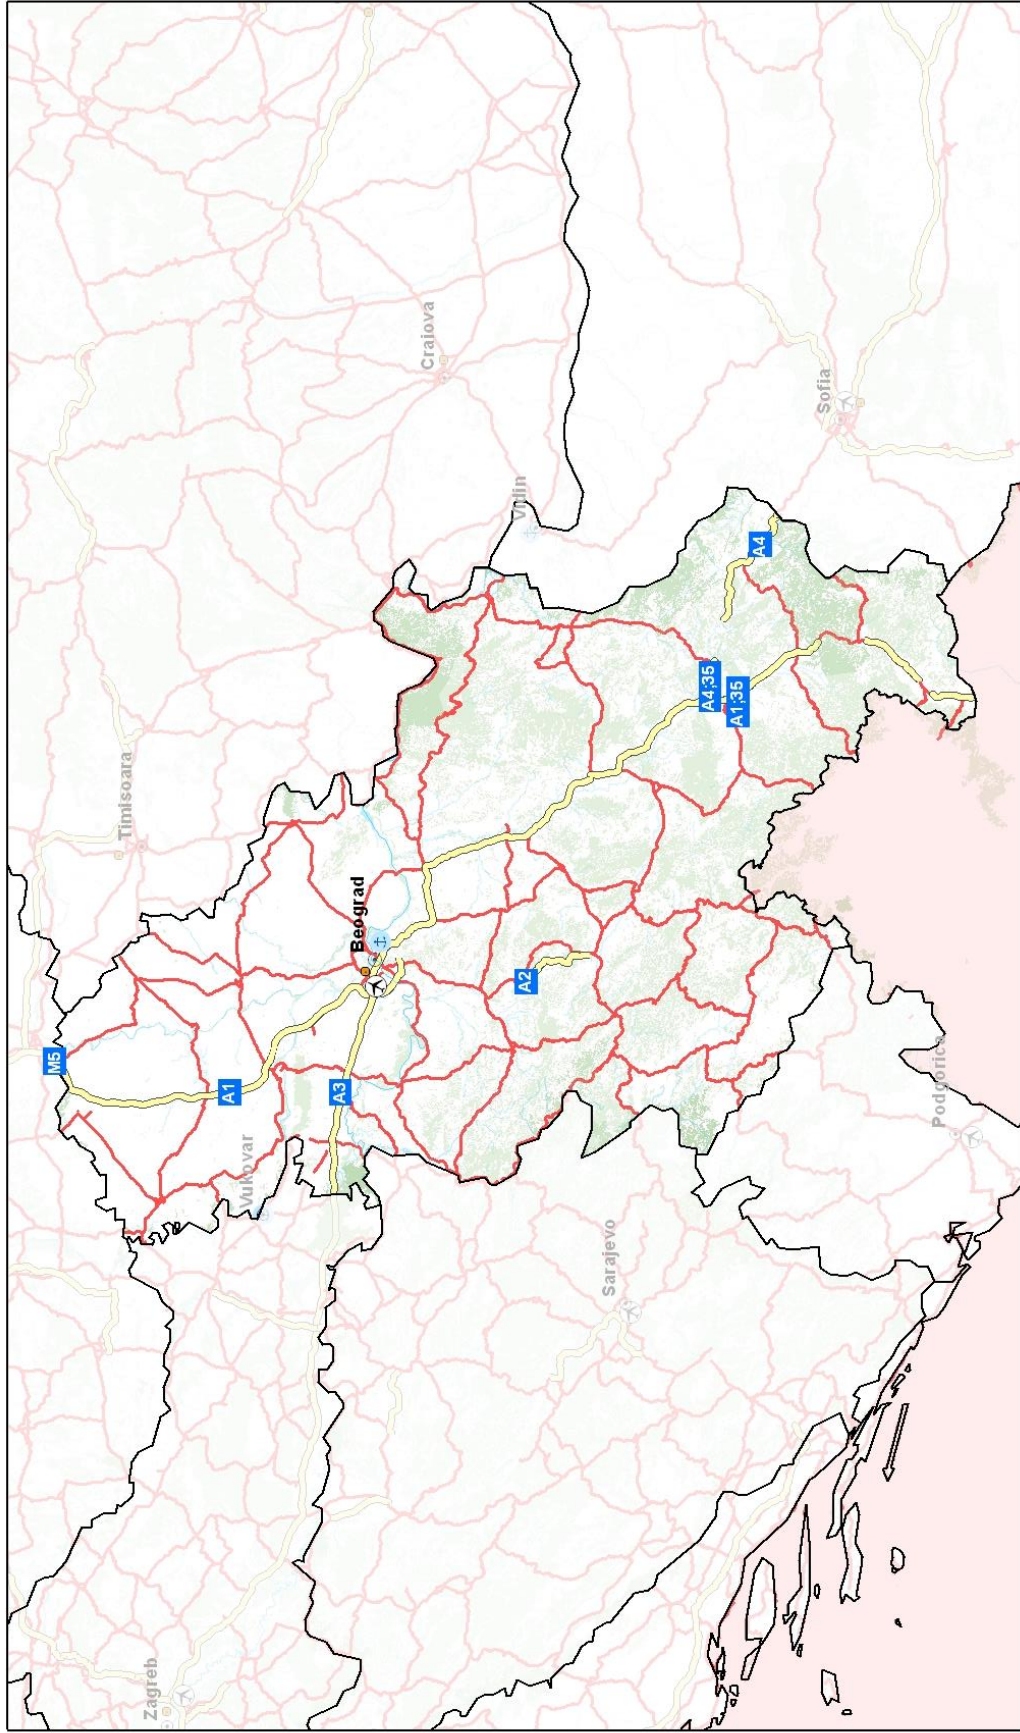 Zagreb
Vukovar
Timisoara
Beograd
Craiova
Vidin
Sarajevo
Sofia
Podgorica
M5
A1
A3
A2
A4;35
A1;35
A4